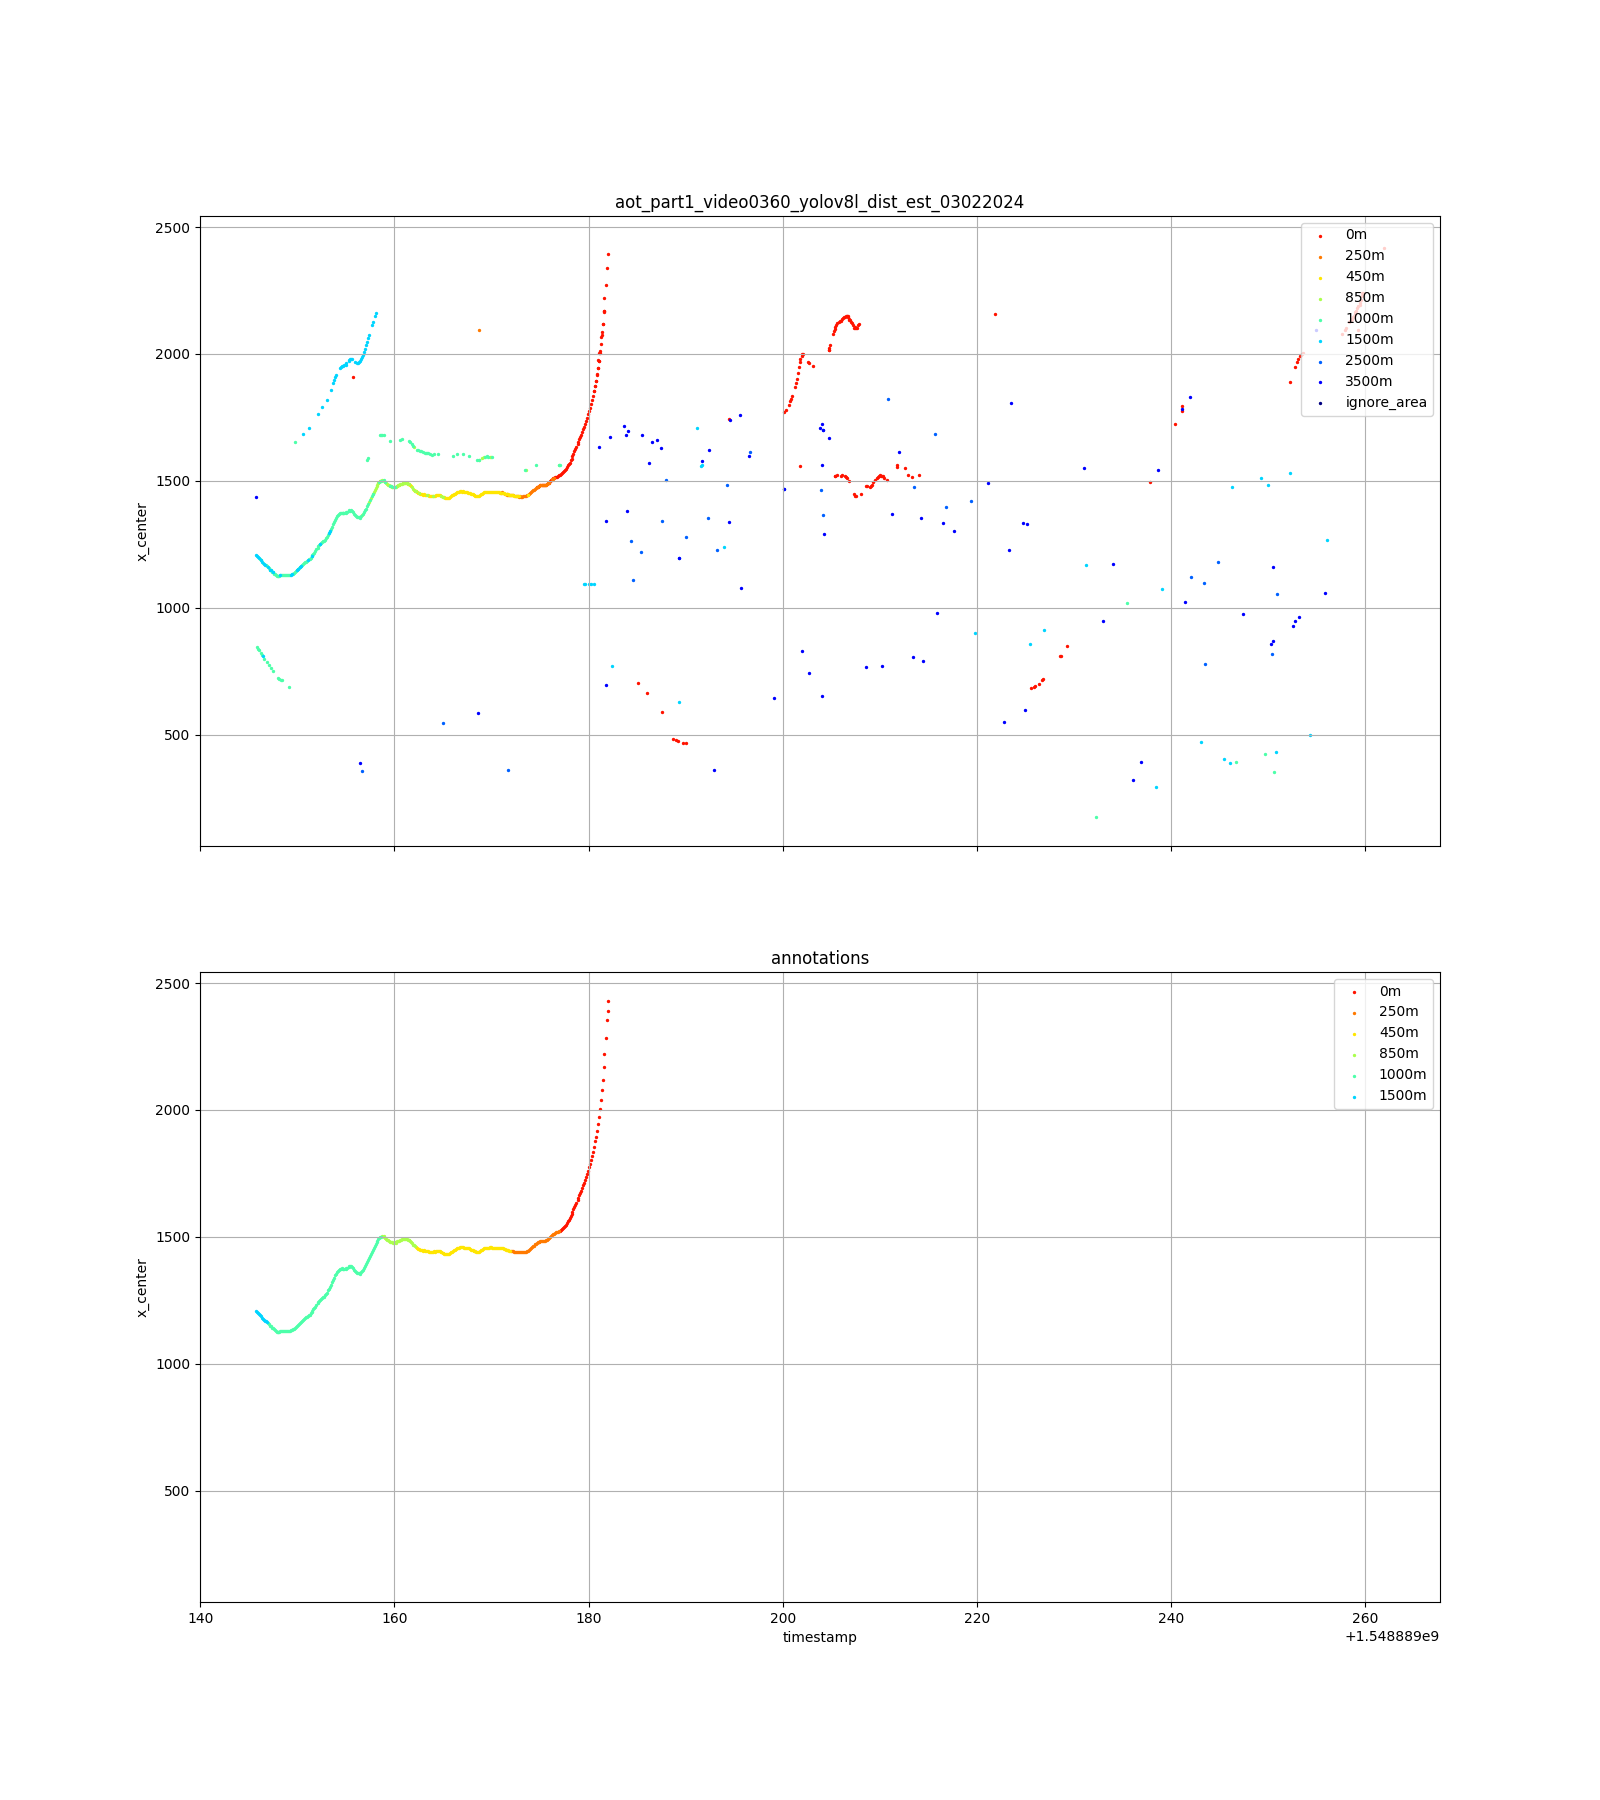 aot_part1_video0360_yolov8l_dist_est_03022024
2500
2000
1500
1000
500
x_center
0m
250m
450m
850m
1000m
1500m
2500m
3500m
ignore_area
annotations
2500
2000
1500
1000
500
x_center
0m
250m
450m
850m
1000m
1500m
140 160 180 200 220 240 260
timestamp
+1.548889e9